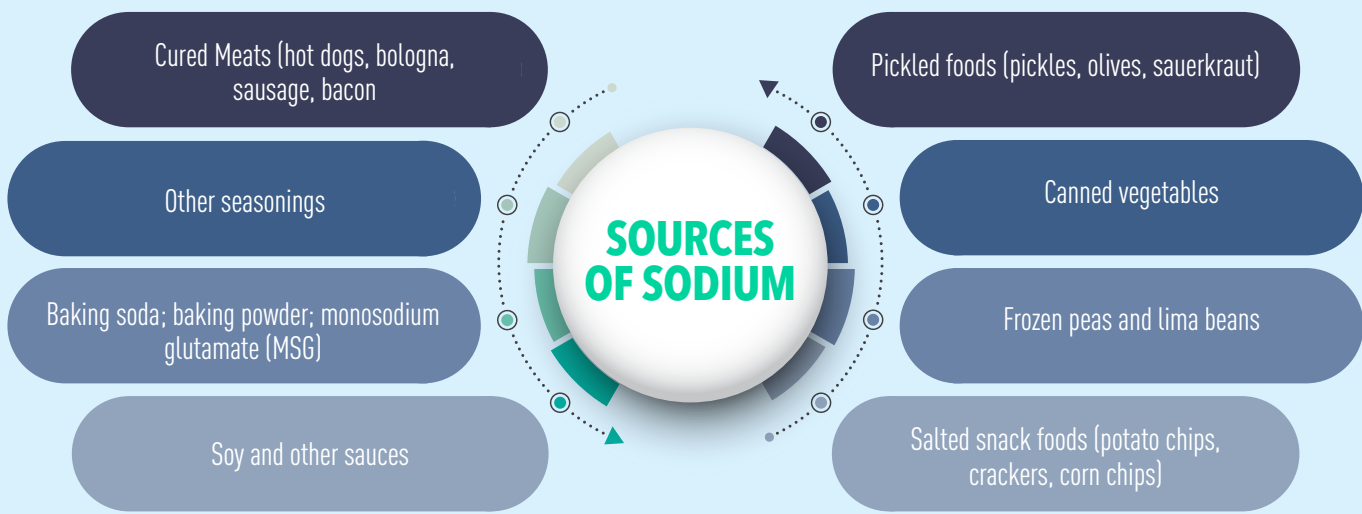 Cured Meats (hot dogs, bologna,
sausage, bacon
Other seasonings
Baking soda; baking powder; monosodium
glutamate (MSG)
Soy and other sauces
SOURCES
OF SODIUM
Pickled foods (pickles, olives, sauerkraut)
Canned vegetables
Frozen peas and lima beans
Salted snack foods (potato chips,
crackers, corn chips)